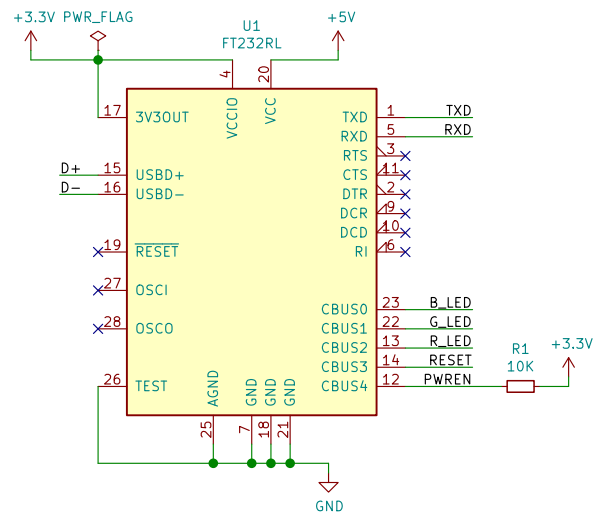 +3.3V PWR_FLAG
U1
FT232RL
+5V
4
20
17
3V3OUT
VCCIO
VCC
TXD
1
TXD
RXD
5
RXD
RTS
3
D+
15
USBD+
CTS
11
D-
16
USBD-
DTR
2
DCR
9
DCD
10
19
RESET
RI
6
27
OSCI
28
OSCO
CBUS0
23
B_LED
CBUS1
22
G_LED
CBUS2
13
R_LED
CBUS3
14
RESET
CBUS4
12
PWREN
R1
10K
+3.3V
26
TEST
AGND
GND
GND
GND
25
7
18
21
GND